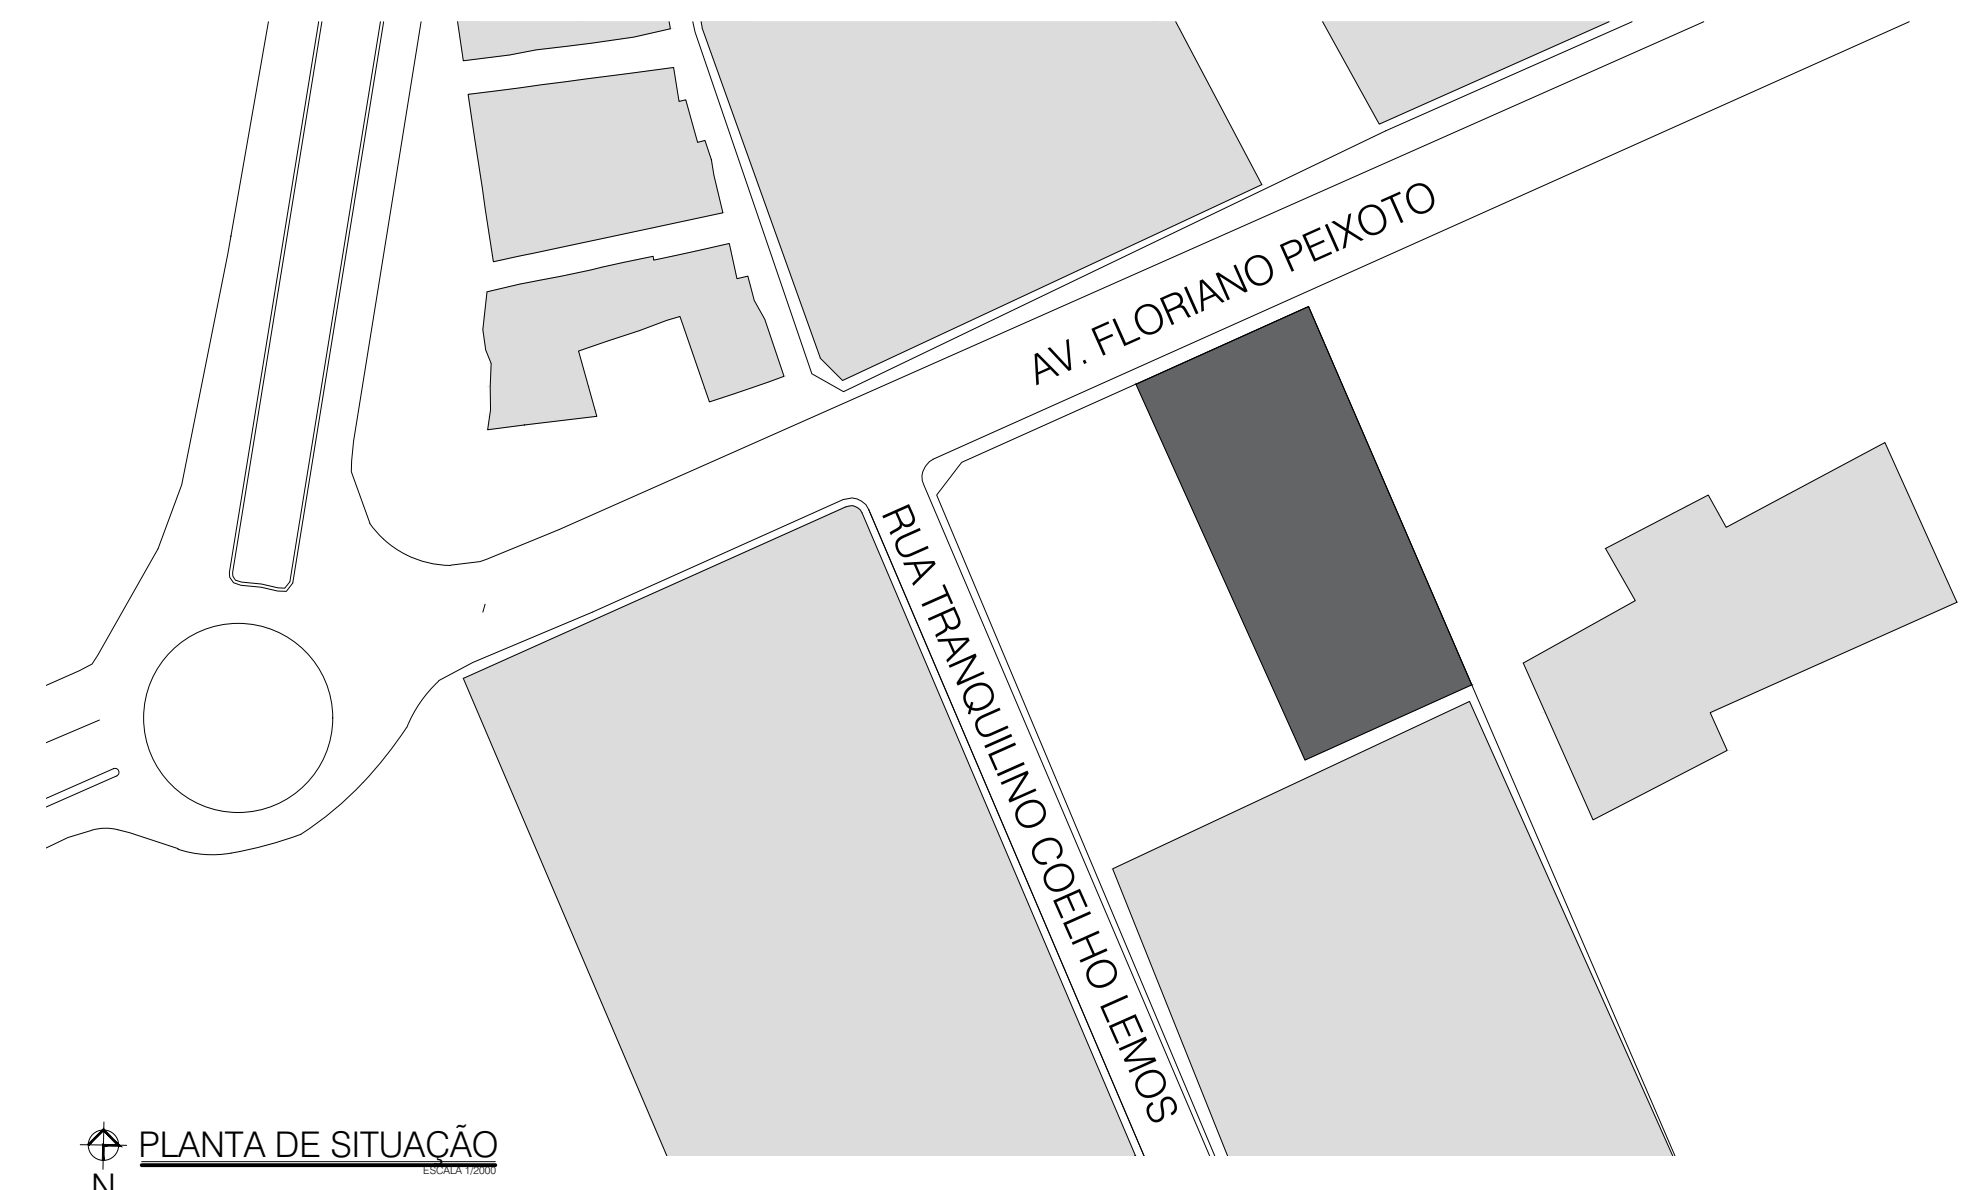 AV. FLORIANO PEIXOTO
RUA TRANQUILINO COELHO LEMOS
PLANTA DE SITUAÇÃO
ESCALA 1/2000
N